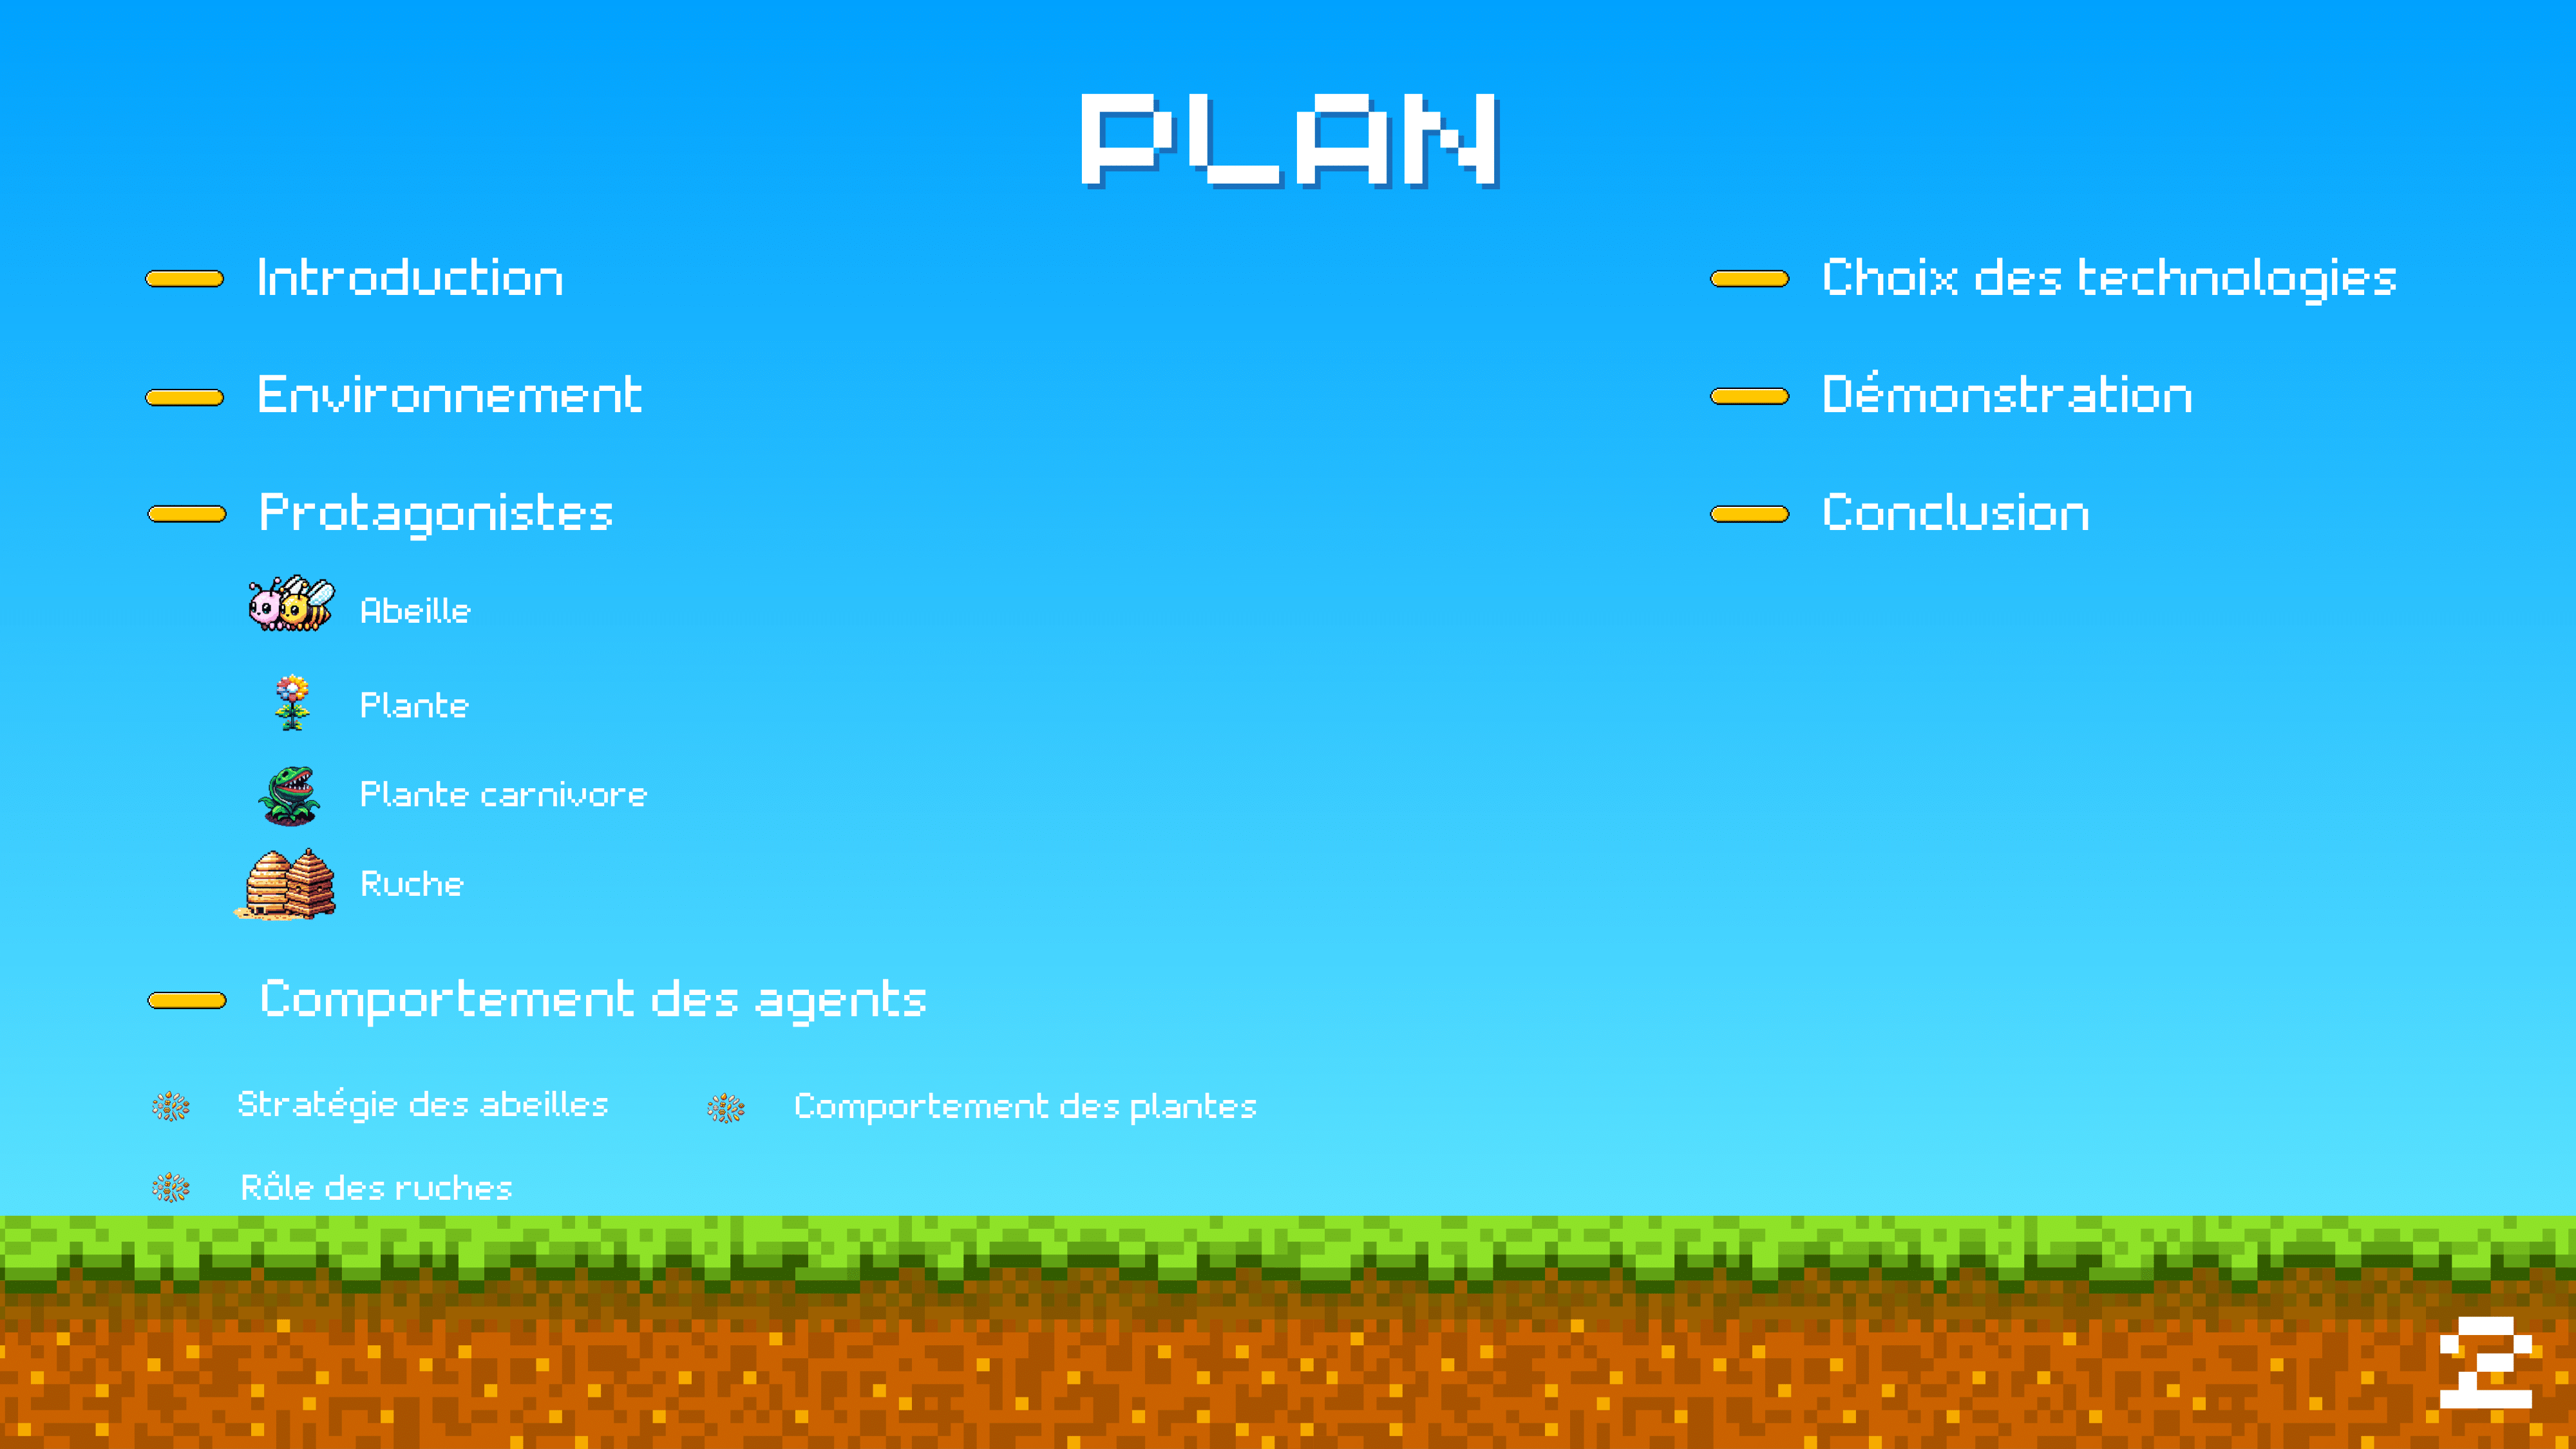 PLAN
Introduction
Environnement
Protagonistes
Abeille
Plante
Plante carnivore
Ruche
Comportement des agents
Stratégie des abeilles
Comportement des plantes
Rôle des ruches
Choix des technologies
Démonstration
Conclusion
2